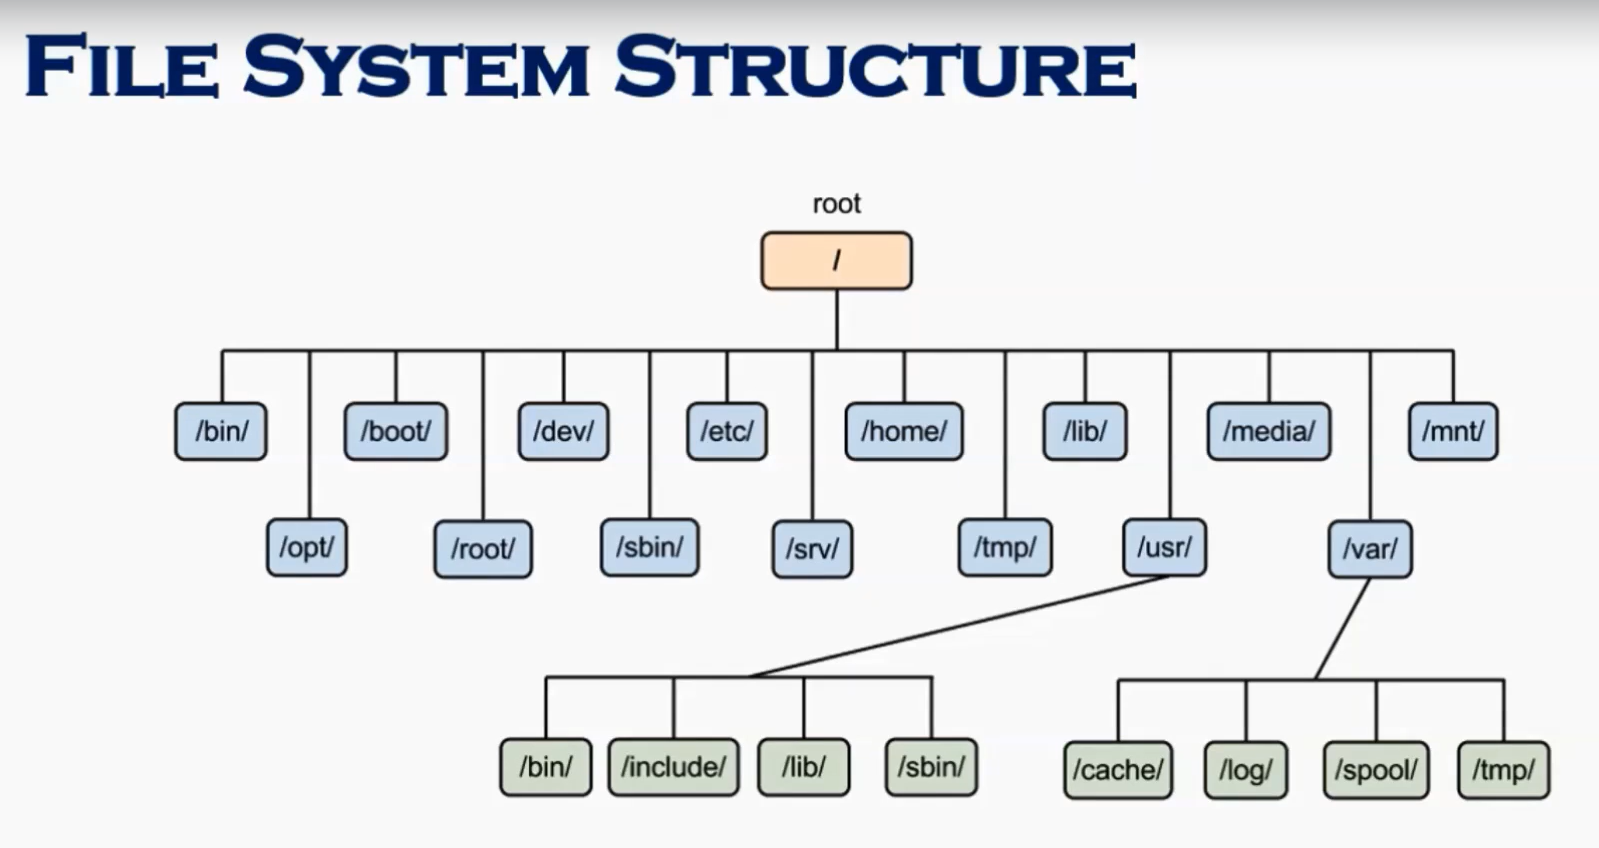 FILE SYSTEM STRUCTURE
root
/
/bin/ /boot/ /dev/ /etc/ /home/ /lib/ /media/ /mnt/
/opt/ /root/ /sbin/ /srv/ /tmp/ /usr/ /var/
/bin/ /include/ /lib/ /sbin/ /cache/ /log/ /spool/ /tmp/